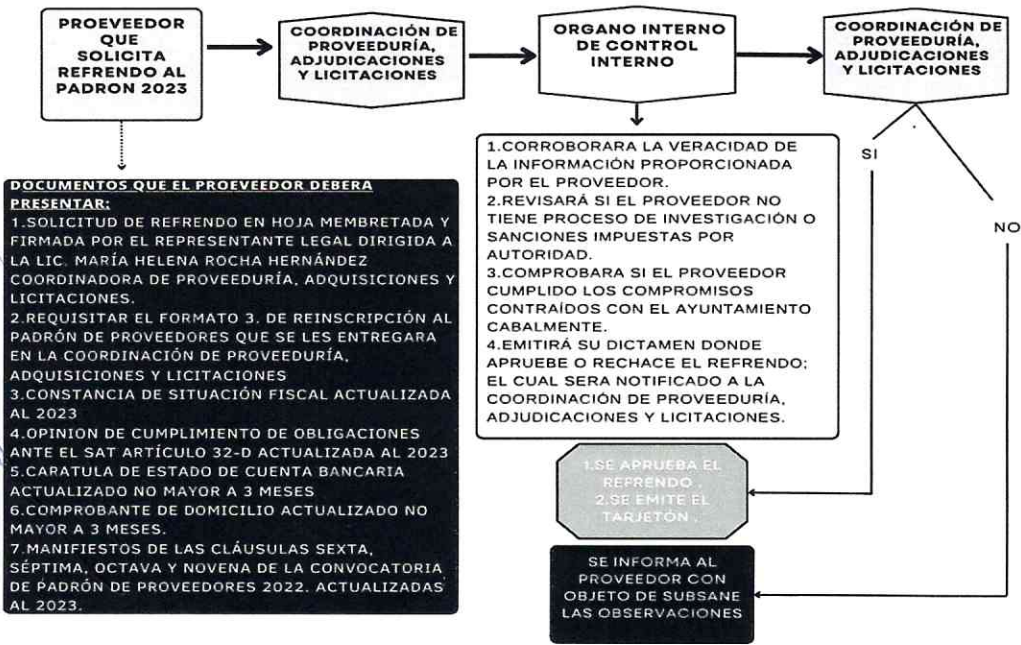 PROEVEEDOR
QUE
SOLICITA
REFRENDO AL
PADRON 2023
COORDINACIÓN DE
PROVEEDURÍA,
ADJUDICACIONES
Y LICITACIONES
ORGANO INTERNO
DE CONTROL
INTERNO
COORDINACIÓN DE
PROVEEDURÍA,
ADJUDICACIONES
Y LICITACIONES
DOCUMENTOS QUE EL PROEVEEDOR DEBERA
PRESENTAR:
1.SOLICITUD DE REFRENDO EN HOJA MEMBRETADA Y
FIRMADA POR EL REPRESENTANTE LEGAL DIRIGIDA A
LA LIC. MARÍA HELENA ROCHA HERNÁNDEZ
COORDINADORA DE PROVEEDURÍA, ADQUISICIONES Y
LICITACIONES.
2.REQUISITAR EL FORMATO 3. DE REINSCRIPCIÓN AL
PADRÓN DE PROVEEDORES QUE SE LES ENTREGARA
EN LA COORDINACIÓN DE PROVEEDURÍA,
ADQUISICIONES Y LICITACIONES
3.CONSTANCIA DE SITUACIÓN FISCAL ACTUALIZADA
AL 2023
4.OPINION DE CUMPLIMIENTO DE OBLIGACIONES
ANTE EL SAT ARTÍCULO 32-D ACTUALIZADA AL 2023
5.CARATULA DE ESTADO DE CUENTA BANCARIA
ACTUALIZADO NO MAYOR A 3 MESES
6.COMPROBANTE DE DOMICILIO ACTUALIZADO NO
MAYOR A 3 MESES.
7.MANIFIESTOS DE LAS CLÁUSULAS SEXTA,
SÉPTIMA, OCTAVA Y NOVENA DE LA CONVOCATORIA
DE PADRÓN DE PROVEEDORES 2022. ACTUALIZADAS
AL 2023.
1.CORROBORARA LA VERACIDAD DE
LA INFORMACIÓN PROPORCIONADA
POR EL PROVEEDOR.
2.REVISARÁ SI EL PROVEEDOR NO
TIENE PROCESO DE INVESTIGACIÓN O
SANCIONES IMPUESTAS POR
AUTORIDAD.
3.COMPROBARA SI EL PROVEEDOR
CUMPLIDO LOS COMPROMISOS
CONTRAÍDOS CON EL AYUNTAMIENTO
CABALMENTE.
4.EMITIRÁ SU DICTAMEN DONDE
APRUEBE O RECHACE EL REFRENDO;
EL CUAL SERA NOTIFICADO A LA
COORDINACIÓN DE PROVEEDURÍA,
ADJUDICACIONES Y LICITACIONES.
SI
NO
1.SE APRUEBA EL
REFRENDO.
2.SE EMITE EL
TARJETÓN.
SE INFORMA AL
PROVEEDOR CON
OBJETO DE SUBSANE
LAS OBSERVACIONES